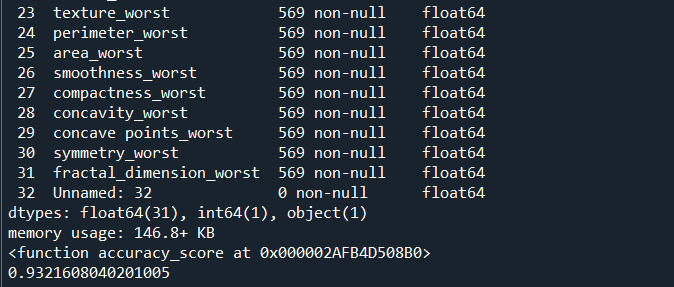 23 texture_worst 569 non-null float64
24 perimeter_worst 569 non-null float64
25 area_worst 569 non-null float64
26 smoothness_worst 569 non-null float64
27 compactness_worst 569 non-null float64
28 concavity_worst 569 non-null float64
29 concave points_worst 569 non-null float64
30 symmetry_worst 569 non-null float64
31 fractal_dimension_worst 569 non-null float64
32 Unnamed: 32 0 non-null float64
dtypes: float64(31), int64(1), object(1)
memory usage: 146.8+ KB
<function accuracy_score at 0x000002AFB4D508B0>
0.9321608040201005